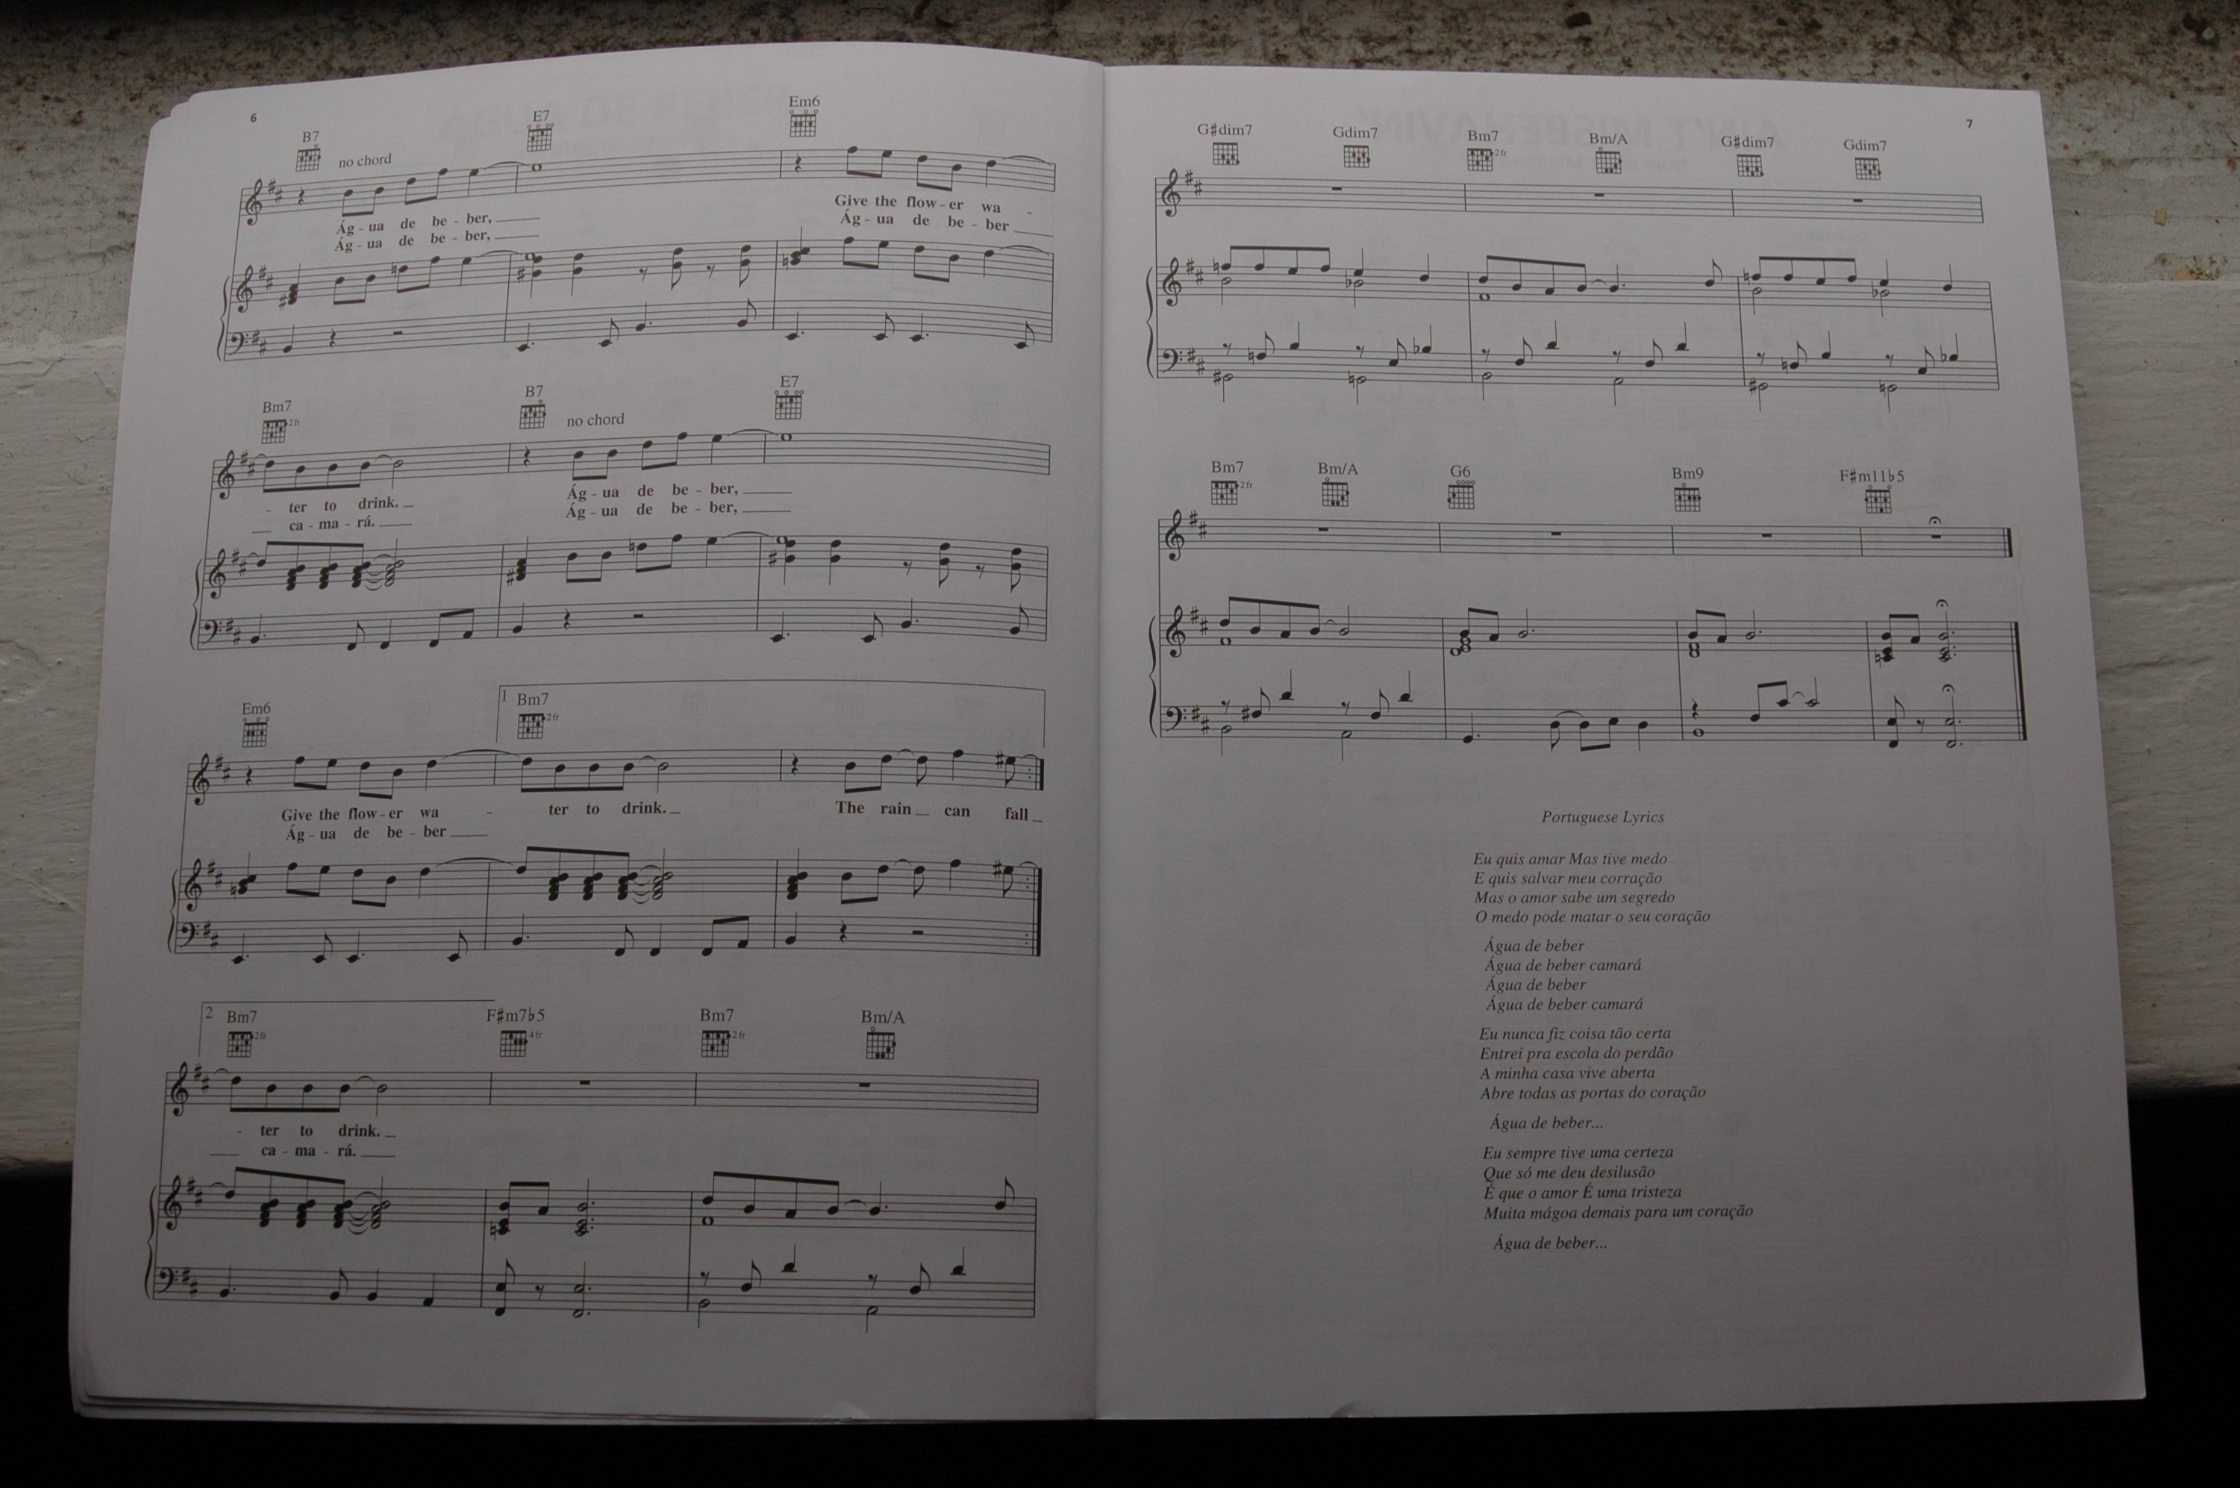 6
B7 no chord E7 Em6
Give the flow - er wa -
Ág - ua de be - ber, Ág - ua de be - ber
Ág - ua de be - ber,
Bm7 2fr B7 no chord E7
- ter to drink. Ág - ua de be - ber,
ca - ma - rá. Ág - ua de be - ber,
Em6 1 Bm7 2fr
Give the flow - er wa - ter to drink. The rain can fall
Ág - ua de be - ber
2 Bm7 2fr F♯m7♭5 4fr Bm7 2fr Bm/A
- ter to drink.
ca - ma - rá.
7
G♯dim7 Gdim7 Bm7 2fr Bm/A G♯dim7 Gdim7
Bm7 2fr Bm/A G6 Bm9 F♯m11♭5
Portuguese Lyrics
Eu quis amar Mas tive medo
E quis salvar meu corração
Mas o amor sabe um segredo
O medo pode matar o seu coração
Água de beber
Água de beber camará
Água de beber
Água de beber camará
Eu nunca fiz coisa tão certa
Entrei pra escola do perdão
A minha casa vive aberta
Abre todas as portas do coração
Água de beber...
Eu sempre tive uma certeza
Que só me deu desilusão
É que o amor É uma tristeza
Muita mágoa demais para um coração
Água de beber...